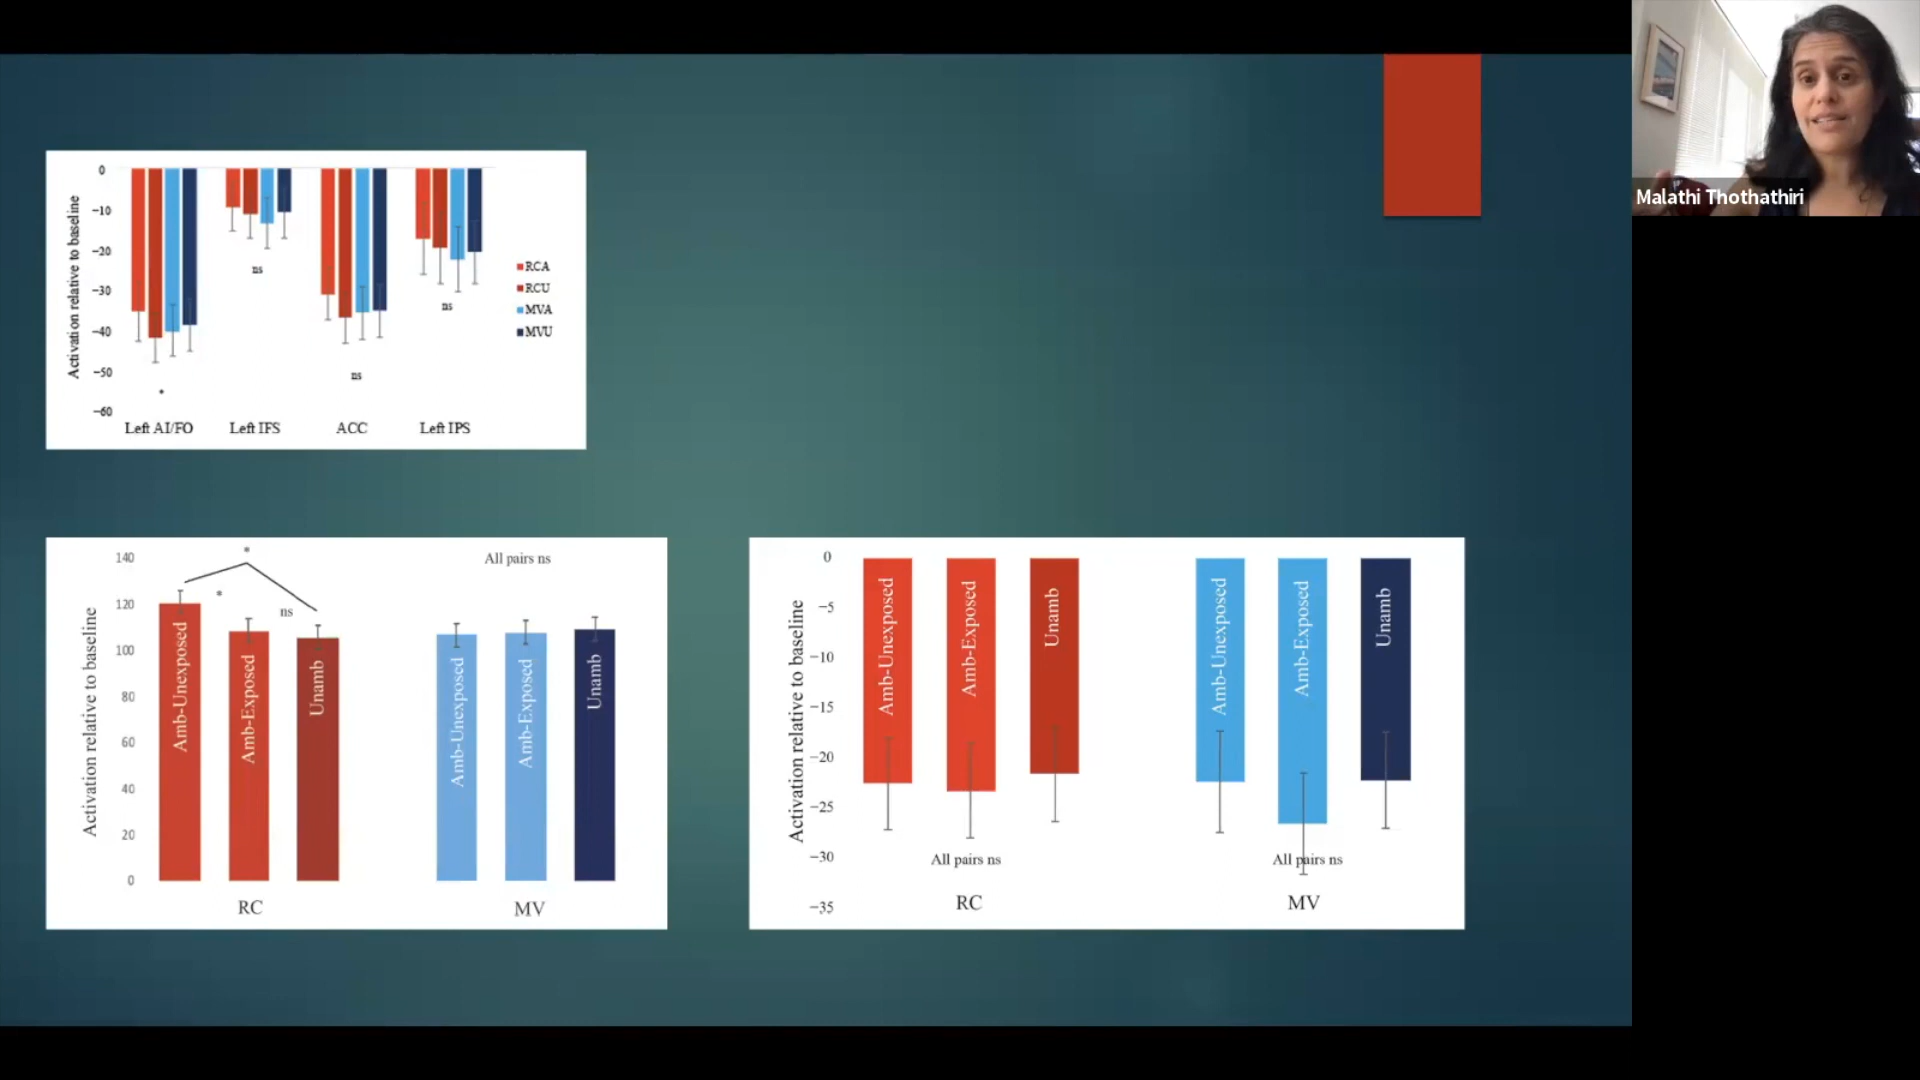 Malathi Thothathiri
Activation relative to baseline
0
−10
−20
−30
−40
−50
−60
ns
ns
ns
*
RCA
RCU
MVA
MVU
Left AI/FO
Left IFS
ACC
Left IPS
Activation relative to baseline
140
120
100
80
60
40
20
0
*
*
ns
All pairs ns
Amb-Unexposed
Amb-Exposed
Unamb
Amb-Unexposed
Amb-Exposed
Unamb
RC
MV
Activation relative to baseline
0
−5
−10
−15
−20
−25
−30
−35
Amb-Unexposed
Amb-Exposed
Unamb
Amb-Unexposed
Amb-Exposed
Unamb
All pairs ns
All pairs ns
RC
MV